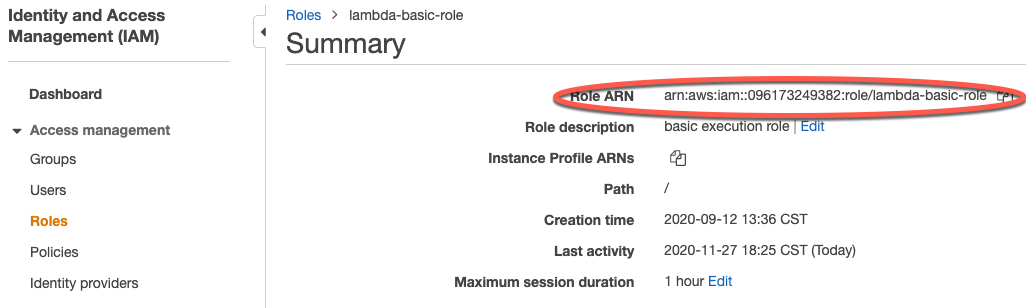 Identity and Access
Management (IAM)
Dashboard
Access management
Groups
Users
Roles
Policies
Identity providers
Roles > lambda-basic-role
Summary
Role ARN arn:aws:iam::096173249382:role/lambda-basic-role
Role description basic execution role | Edit
Instance Profile ARNs
Path /
Creation time 2020-09-12 13:36 CST
Last activity 2020-11-27 18:25 CST (Today)
Maximum session duration 1 hour Edit